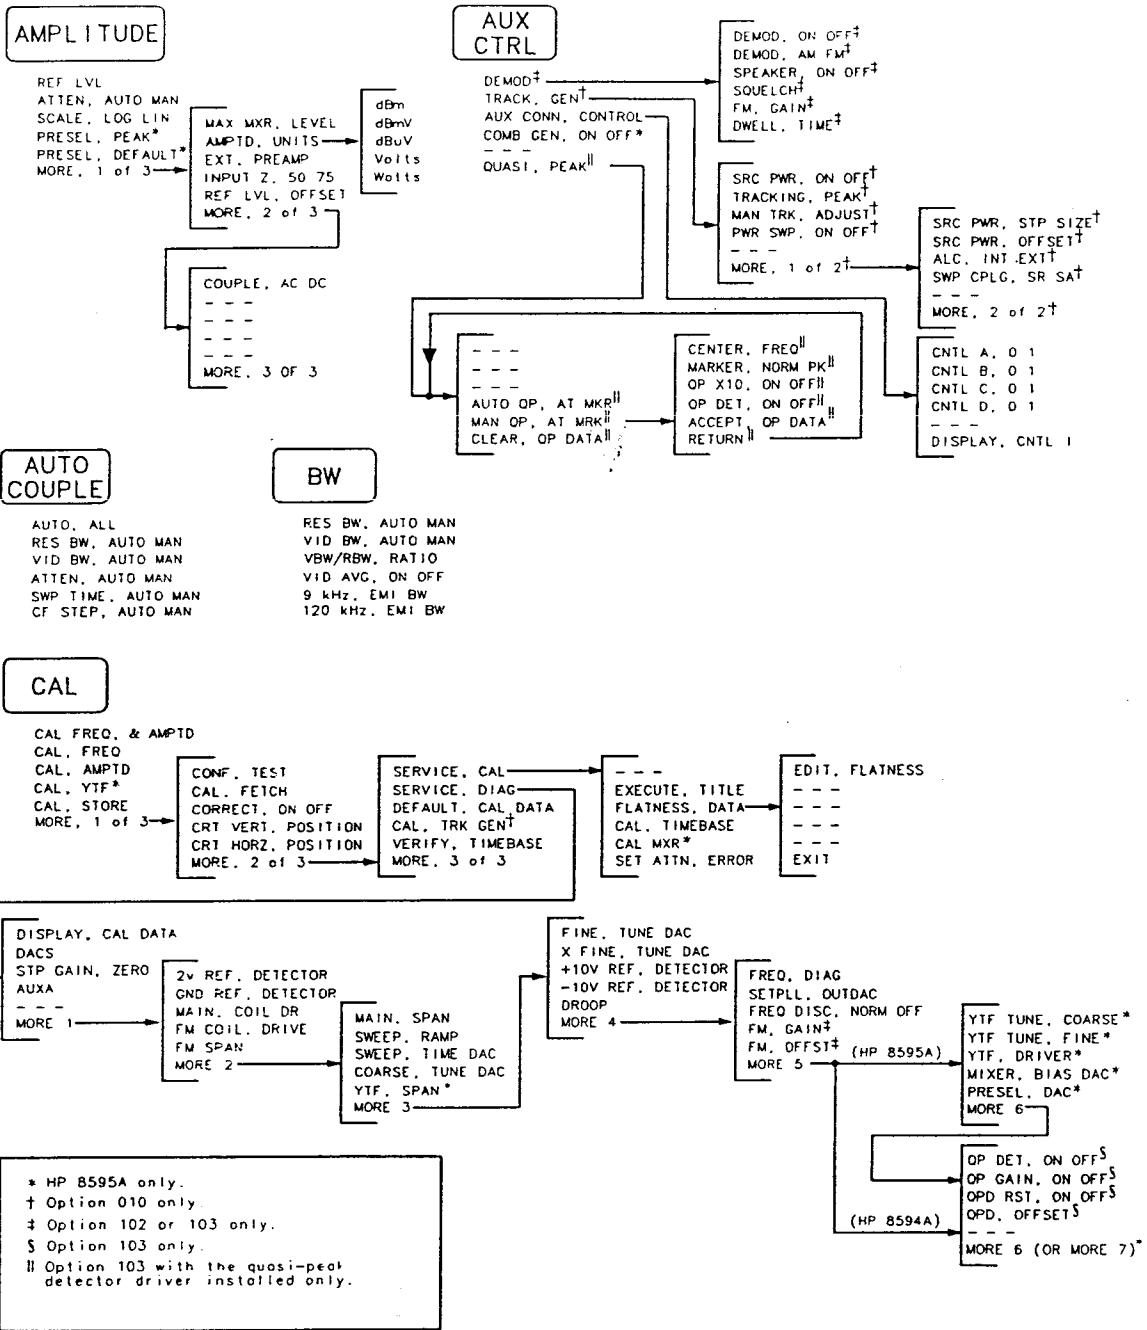 AMPLITUDE
REF LVL
ATTEN, AUTO MAN
SCALE, LOG LIN
PRESEL, PEAK*
PRESEL, DEFAULT*
MORE, 1 of 3
MAX MXR, LEVEL
AMPTD, UNITS
EXT, PREAMP
INPUT Z, 50 75
REF LVL, OFFSET
MORE, 2 of 3
dBm
dBmV
dBuV
Volts
Watts
COUPLE, AC DC
- - -
- - -
- - -
- - -
MORE, 3 OF 3
AUX
CTRL
DEMOD‡
TRACK, GEN†
AUX CONN, CONTROL
COMB GEN, ON OFF*
- - -
QUASI, PEAK||
DEMOD, ON OFF‡
DEMOD, AM FM‡
SPEAKER, ON OFF‡
SQUELCH‡
FM, GAIN‡
DWELL, TIME‡
SRC PWR, ON OFF†
TRACKING, PEAK†
MAN TRK, ADJUST†
PWR SWP, ON OFF†
- - -
MORE, 1 of 2†
SRC PWR, STP SIZE†
SRC PWR, OFFSET†
ALC, INT EXT†
SWP CPLG, SR SA†
- - -
MORE, 2 of 2†
- - -
- - -
- - -
AUTO QP, AT MKR||
MAN QP, AT MRK||
CLEAR, QP DATA||
CENTER, FREQ||
MARKER, NORM PK||
QP X10, ON OFF||
QP DET, ON OFF||
ACCEPT, QP DATA||
RETURN||
CNTL A, 0 1
CNTL B, 0 1
CNTL C, 0 1
CNTL D, 0 1
- - -
DISPLAY, CNTL I
AUTO
COUPLE
AUTO, ALL
RES BW, AUTO MAN
VID BW, AUTO MAN
ATTEN, AUTO MAN
SWP TIME, AUTO MAN
CF STEP, AUTO MAN
BW
RES BW, AUTO MAN
VID BW, AUTO MAN
VBW/RBW, RATIO
VID AVG, ON OFF
9 kHz, EMI BW
120 kHz, EMI BW
CAL
CAL FREQ, & AMPTD
CAL, FREQ
CAL, AMPTD
CAL, YTF*
CAL, STORE
MORE, 1 of 3
CONF, TEST
CAL, FETCH
CORRECT, ON OFF
CRT VERT, POSITION
CRT HORZ, POSITION
MORE, 2 of 3
SERVICE, CAL
SERVICE, DIAG
DEFAULT, CAL DATA
CAL, TRK GEN†
VERIFY, TIMEBASE
MORE, 3 of 3
- - -
EXECUTE, TITLE
FLATNESS, DATA
CAL, TIMEBASE
CAL MXR*
SET ATTN, ERROR
EDIT, FLATNESS
- - -
- - -
- - -
- - -
EXIT
DISPLAY, CAL DATA
DACS
STP GAIN, ZERO
AUXA
- - -
MORE 1
2v REF, DETECTOR
GND REF, DETECTOR
MAIN, COIL DR
FM COIL, DRIVE
FM SPAN
MORE 2
MAIN, SPAN
SWEEP, RAMP
SWEEP, TIME DAC
COARSE, TUNE DAC
YTF, SPAN*
MORE 3
FINE, TUNE DAC
X FINE, TUNE DAC
+10V REF, DETECTOR
-10V REF, DETECTOR
DROOP
MORE 4
FREQ, DIAG
SETPLL, OUTDAC
FREQ DISC, NORM OFF
FM, GAIN‡
FM, OFFST‡
MORE 5
(HP 8595A)
YTF TUNE, COARSE*
YTF TUNE, FINE*
YTF, DRIVER*
MIXER, BIAS DAC*
PRESEL, DAC*
MORE 6
(HP 8594A)
QP DET, ON OFF§
QP GAIN, ON OFF§
QPD RST, ON OFF§
QPD, OFFSET§
- - -
MORE 6 (OR MORE 7)*
* HP 8595A only.
† Option 010 only.
‡ Option 102 or 103 only.
§ Option 103 only.
|| Option 103 with the quasi-peak
detector driver installed only.